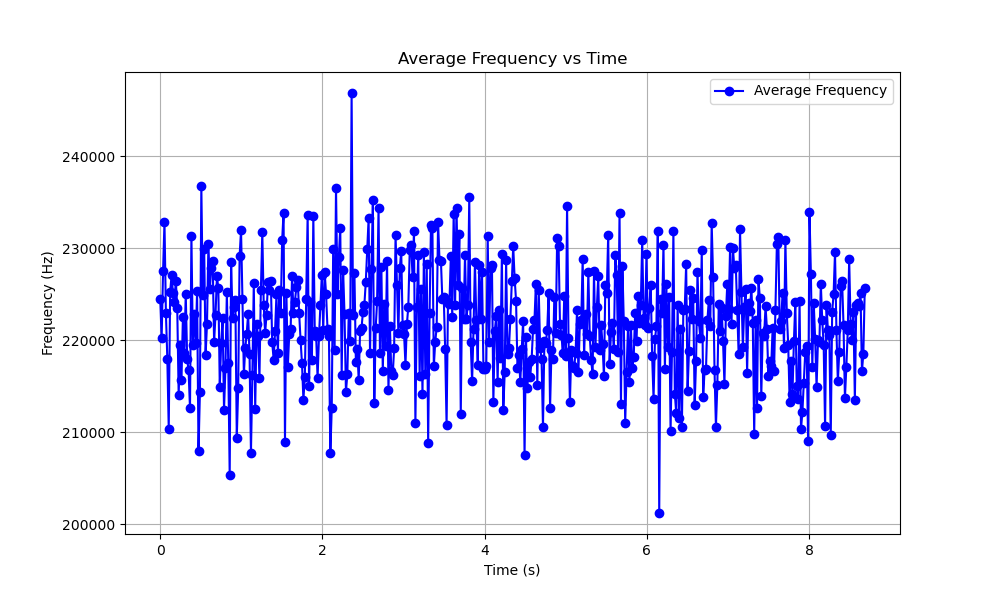 Average Frequency vs Time
Average Frequency
Frequency (Hz)
240000
230000
220000
210000
200000
0 2 4 6 8
Time (s)